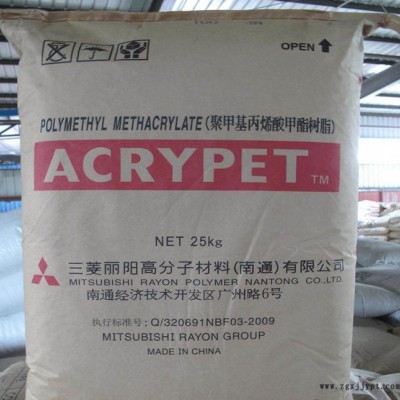 OPEN
POLYMETHYL METHACRYLATE(聚甲基丙烯酸甲酯树脂)
ACRYPET TM
NET 25kg
三菱丽阳高分子材料(南通)有限公司
MITSUBISHI RAYON POLYMER NANTONG CO.,LTD.
南通经济技术开发区广州路6号
执行标准号: Q/320691NBF03-2009
MITSUBISHI RAYON GROUP
MADE IN CHINA
www.zgxjjypt.com